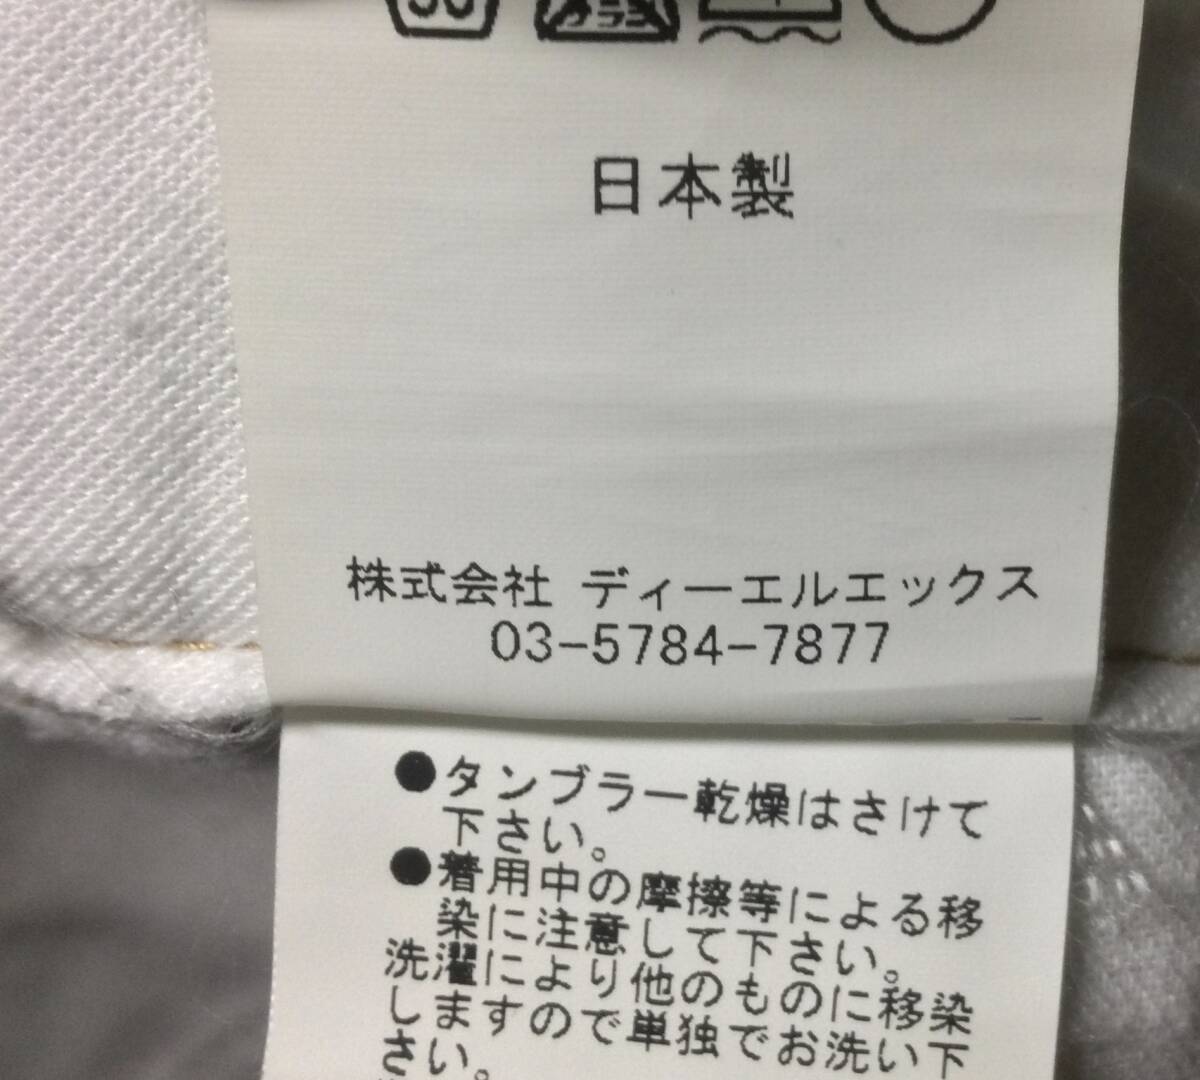 日本製
株式会社 ディーエルエックス
03-5784-7877
●タンブラー乾燥はさけて
下さい。
●着用中の摩擦等による移
染に注意して下さい。
洗濯により他のものに移染
しますので単独でお洗い下
さい。